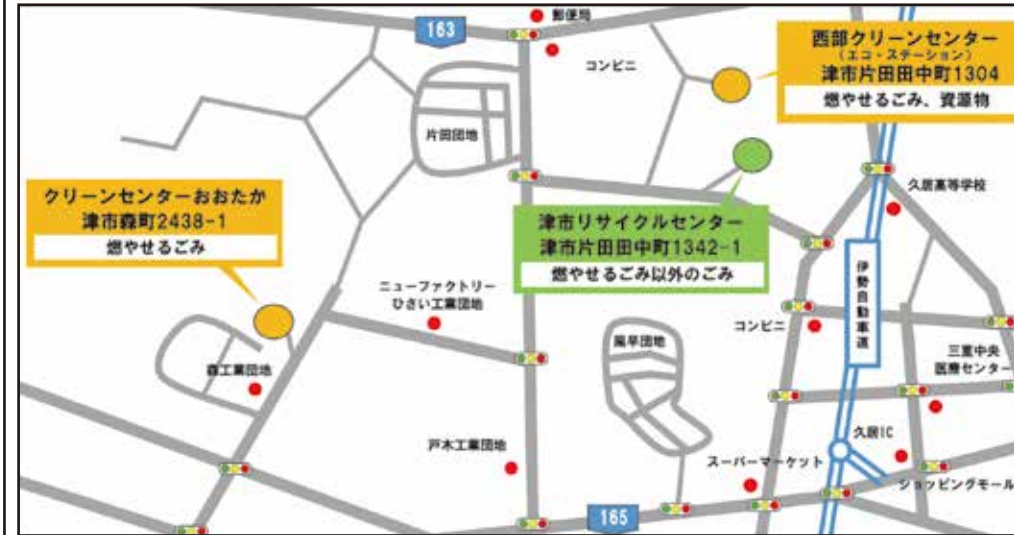 郵便局
163
コンビニ
西部クリーンセンター
(エコ・ステーション)
津市片田田中町1304
燃やせるごみ、資源物
片田団地
久居高等学校
クリーンセンターおおたか
津市森町2438-1
燃やせるごみ
津市リサイクルセンター
津市片田田中町1342-1
燃やせるごみ以外のごみ
伊勢自動車道
ニューファクトリー
ひさい工業団地
コンビニ
風早団地
三重中央
医療センター
森工業団地
戸木工業団地
久居IC
スーパーマーケット
ショッピングモール
165